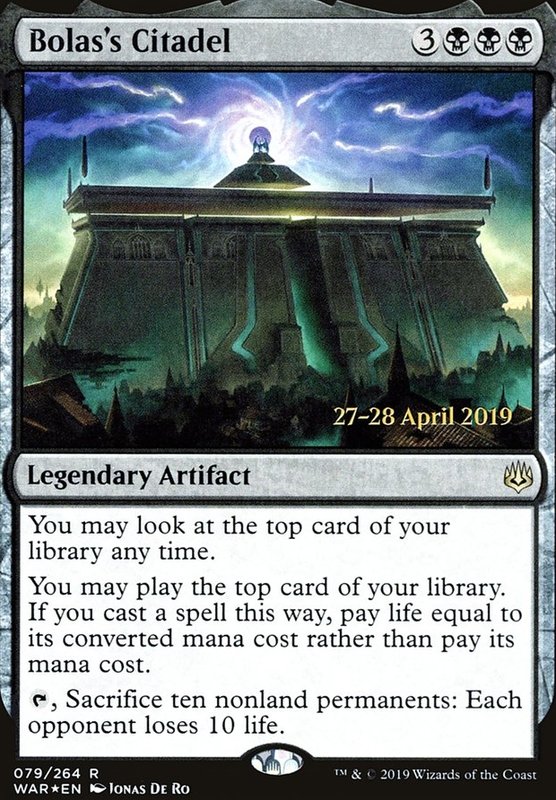 Bolas's Citadel 3
27-28 April 2019
Legendary Artifact
You may look at the top card of your
library any time.
You may play the top card of your library.
If you cast a spell this way, pay life equal to
its converted mana cost rather than pay its
mana cost.
, Sacrifice ten nonland permanents: Each
opponent loses 10 life.
079/264 R
WAR★EN Jonas De Ro
™ & © 2019 Wizards of the Coast